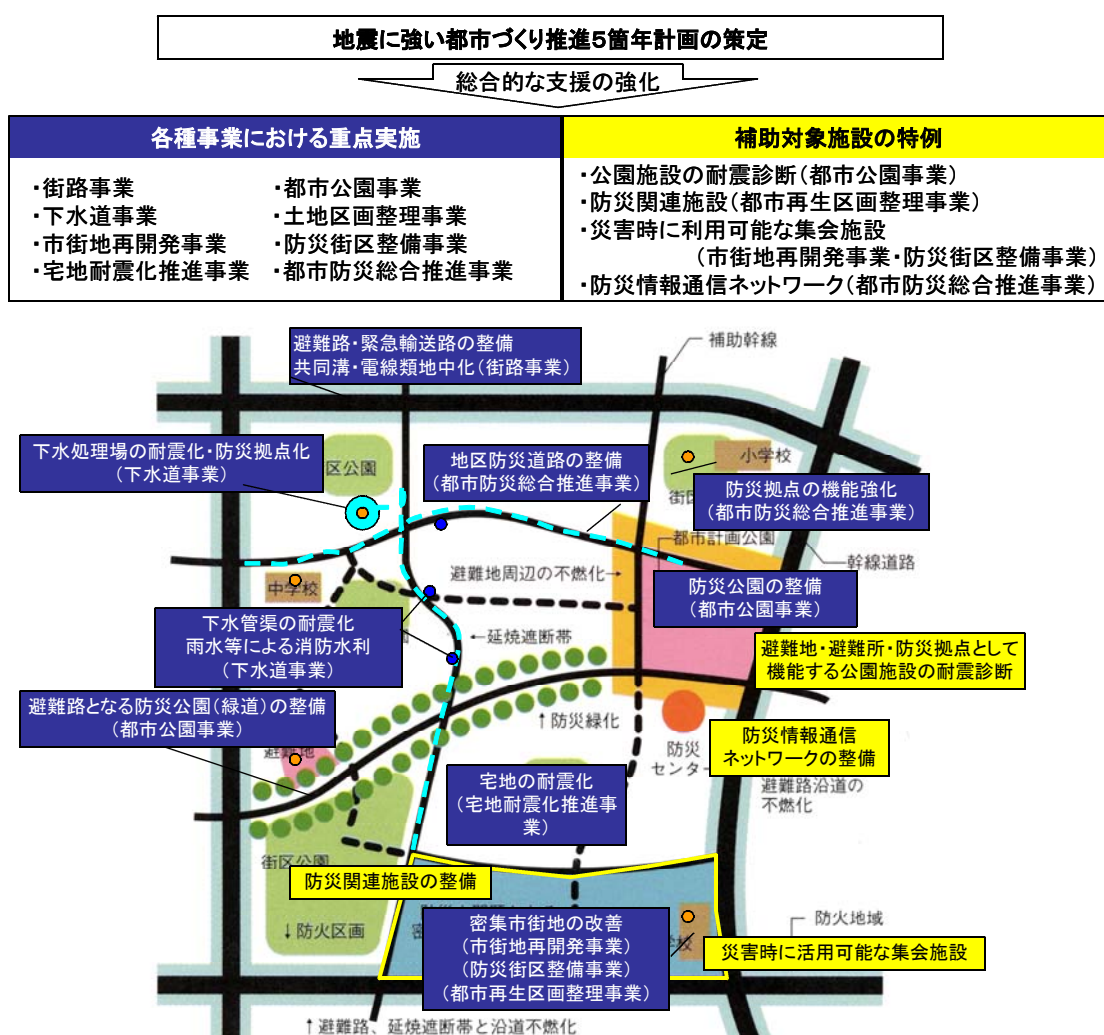 地震に強い都市づくり推進5箇年計画の策定
総合的な支援の強化
各種事業における重点実施
・街路事業
・下水道事業
・市街地再開発事業
・宅地耐震化推進事業
・都市公園事業
・土地区画整理事業
・防災街区整備事業
・都市防災総合推進事業
補助対象施設の特例
・公園施設の耐震診断(都市公園事業)
・防災関連施設(都市再生区画整理事業)
・災害時に利用可能な集会施設
(市街地再開発事業・防災街区整備事業)
・防災情報通信ネットワーク(都市防災総合推進事業)
避難路・緊急輸送路の整備
共同溝・電線類地中化(街路事業)
補助幹線
下水処理場の耐震化・防災拠点化
(下水道事業)
区公園
地区防災道路の整備
(都市防災総合推進事業)
小学校
街区
防災拠点の機能強化
(都市防災総合推進事業)
都市計画公園
幹線道路
避難地周辺の不燃化→
防災公園の整備
(都市公園事業)
中学校
下水管渠の耐震化
雨水等による消防水利
(下水道事業)
←延焼遮断帯
避難地・避難所・防災拠点として
機能する公園施設の耐震診断
避難路となる防災公園(緑道)の整備
(都市公園事業)
避難地
↑防災緑化
防災
センター
防災情報通信
ネットワークの整備
避難路沿道の
不燃化
宅地の耐震化
(宅地耐震化推進事
業)
街区公園
防災関連施設の整備
↓防火区画
密集市街地の改善
(市街地再開発事業)
(防災街区整備事業)
(都市再生区画整理事業)
学校
防火地域
災害時に活用可能な集会施設
↑避難路、延焼遮断帯と沿道不燃化